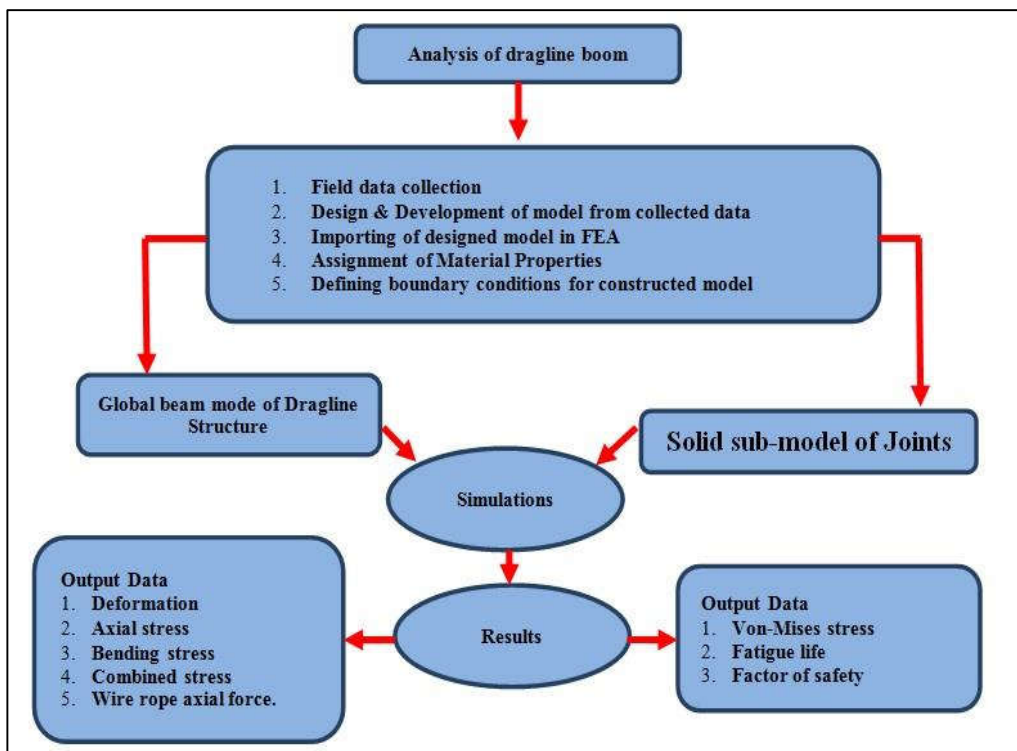 Analysis of dragline boom
1. Field data collection
2. Design & Development of model from collected data
3. Importing of designed model in FEA
4. Assignment of Material Properties
5. Defining boundary conditions for constructed model
Global beam mode of Dragline
Structure
Solid sub-model of Joints
Simulations
Output Data
1. Deformation
2. Axial stress
3. Bending stress
4. Combined stress
5. Wire rope axial force.
Results
Output Data
1. Von-Mises stress
2. Fatigue life
3. Factor of safety